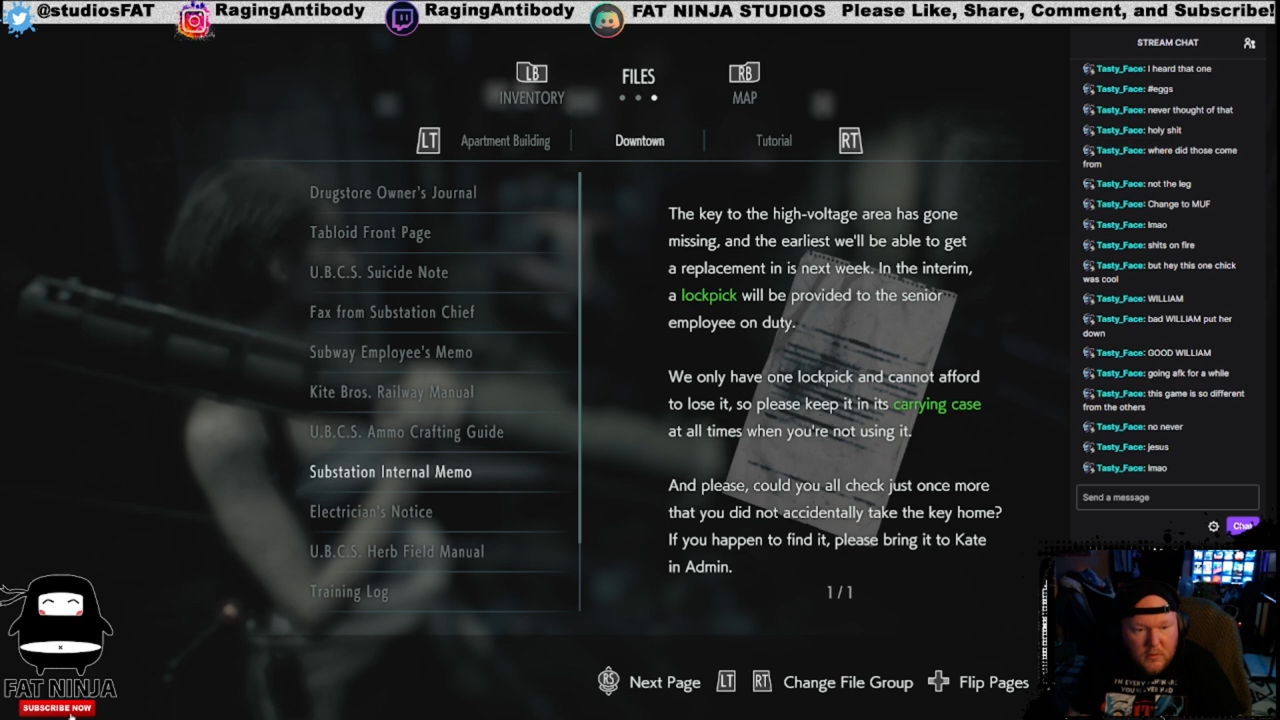 @studiosFAT
RagingAntibody
RagingAntibody
FAT NINJA STUDIOS
Please Like, Share, Comment, and Subscribe!
LB
INVENTORY
FILES
RB
MAP
LT
Apartment Building
Downtown
Tutorial
RT
Drugstore Owner's Journal
Tabloid Front Page
U.B.C.S. Suicide Note
Fax from Substation Chief
Subway Employee's Memo
Kite Bros. Railway Manual
U.B.C.S. Ammo Crafting Guide
Substation Internal Memo
Electrician's Notice
U.B.C.S. Herb Field Manual
Training Log
The key to the high-voltage area has gone
missing, and the earliest we'll be able to get
a replacement in is next week. In the interim,
a lockpick will be provided to the senior
employee on duty.
We only have one lockpick and cannot afford
to lose it, so please keep it in its carrying case
at all times when you're not using it.
And please, could you all check just once more
that you did not accidentally take the key home?
If you happen to find it, please bring it to Kate
in Admin.
1 / 1
RS
Next Page
LT
RT
Change File Group
Flip Pages
STREAM CHAT
Tasty_Face: I heard that one
Tasty_Face: #eggs
Tasty_Face: never thought of that
Tasty_Face: holy shit
Tasty_Face: where did those come
from
Tasty_Face: not the leg
Tasty_Face: Change to MUF
Tasty_Face: lmao
Tasty_Face: shits on fire
Tasty_Face: but hey this one chick
was cool
Tasty_Face: WILLIAM
Tasty_Face: bad WILLIAM put her
down
Tasty_Face: GOOD WILLIAM
Tasty_Face: going afk for a while
Tasty_Face: this game is so different
from the others
Tasty_Face: no never
Tasty_Face: jesus
Tasty_Face: lmao
Send a message
Chat
FAT NINJA
SUBSCRIBE NOW